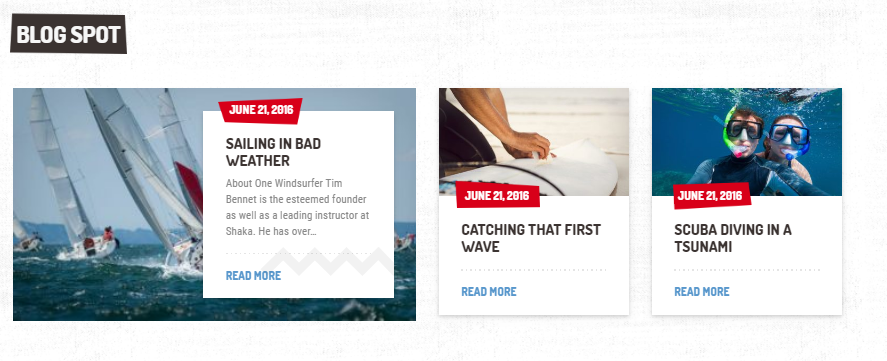 BLOG SPOT
JUNE 21, 2016
SAILING IN BAD
WEATHER
About One Windsurfer Tim
Bennet is the esteemed founder
as well as a leading instructor at
Shaka. He has over...
READ MORE
JUNE 21, 2016
CATCHING THAT FIRST
WAVE
READ MORE
JUNE 21, 2016
SCUBA DIVING IN A
TSUNAMI
READ MORE